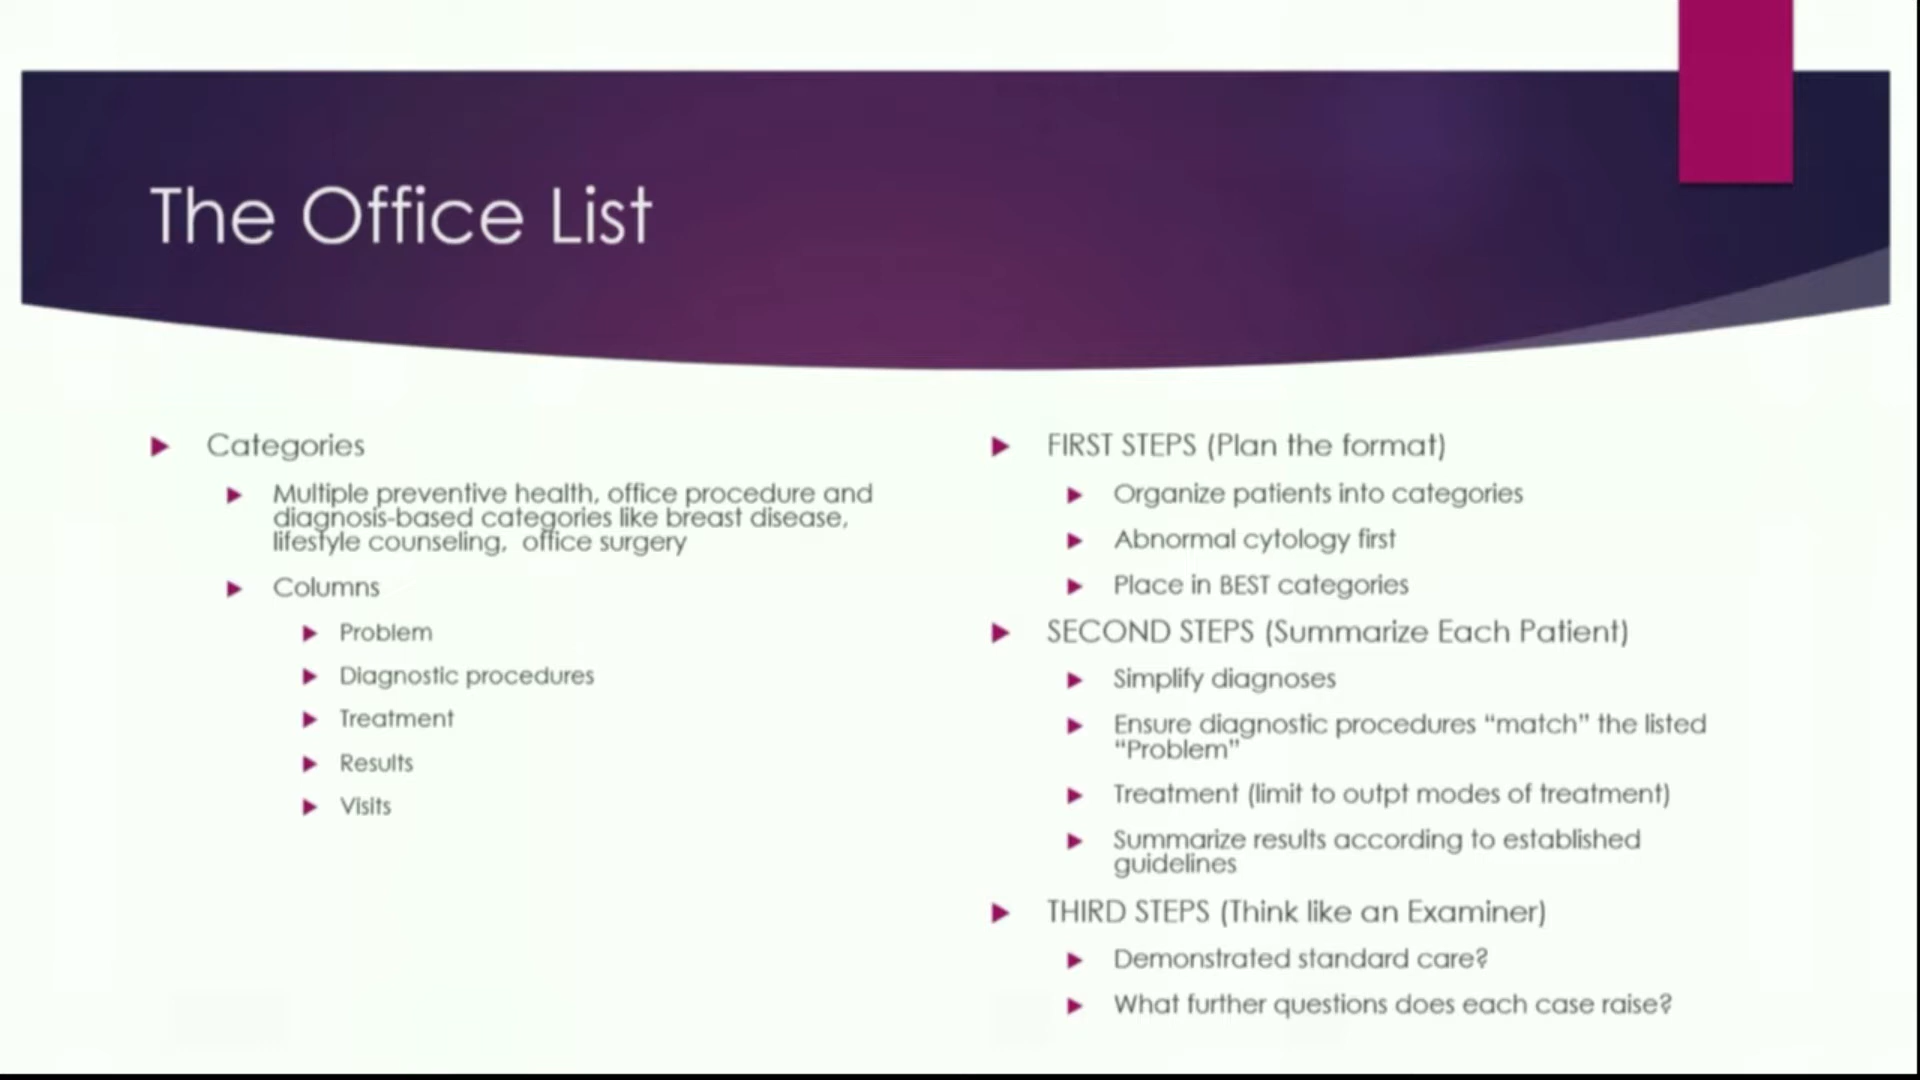 The Office List
Categories
Multiple preventive health, office procedure and
diagnosis-based categories like breast disease,
lifestyle counseling, office surgery
Columns
Problem
Diagnostic procedures
Treatment
Results
Visits
FIRST STEPS (Plan the format)
Organize patients into categories
Abnormal cytology first
Place in BEST categories
SECOND STEPS (Summarize Each Patient)
Simplify diagnoses
Ensure diagnostic procedures “match” the listed
“Problem”
Treatment (limit to outpt modes of treatment)
Summarize results according to established
guidelines
THIRD STEPS (Think like an Examiner)
Demonstrated standard care?
What further questions does each case raise?